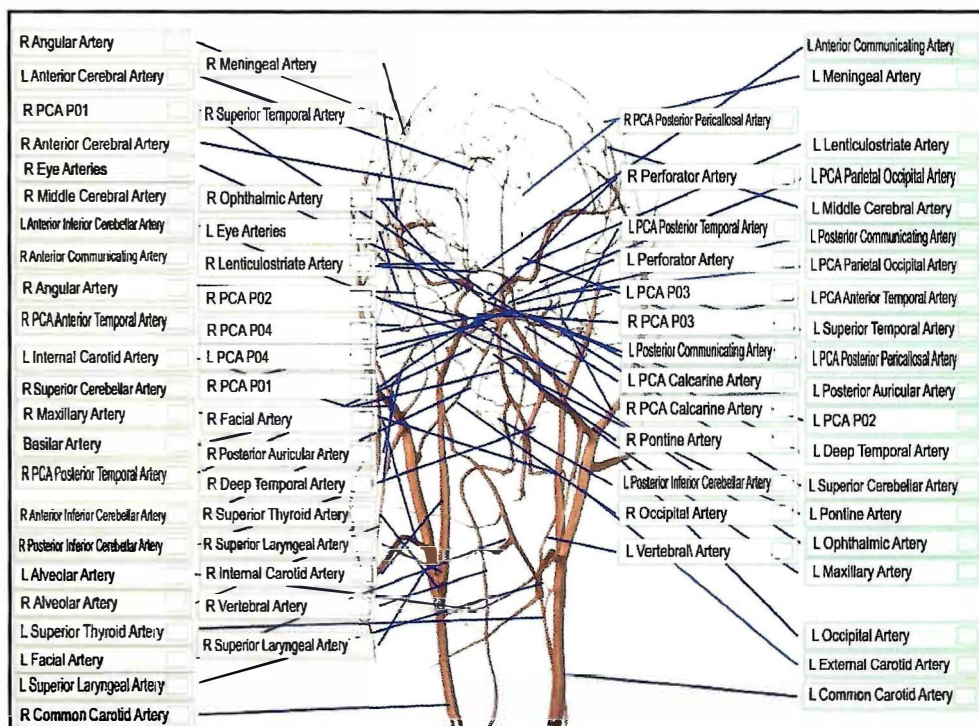 R Angular Artery
L Anterior Cerebral Artery
R PCA P01
R Anterior Cerebral Artery
R Eye Arteries
R Middle Cerebral Artery
L Anterior Inferior Cerebellar Artery
R Anterior Communicating Artery
R Angular Artery
R PCA Anterior Temporal Artery
L Internal Carotid Artery
R Superior Cerebellar Artery
R Maxillary Artery
Basilar Artery
R PCA Posterior Temporal Artery
R Anterior Inferior Cerebellar Artery
R Posterior Inferior Cerebellar Artery
L Alveolar Artery
R Alveolar Artery
L Superior Thyroid Artery
L Facial Artery
L Superior Laryngeal Artery
R Common Carotid Artery
R Meningeal Artery
R Superior Temporal Artery
R Ophthalmic Artery
L Eye Arteries
R Lenticulostriate Artery
R PCA P02
R PCA P04
L PCA P04
R PCA P01
R Facial Artery
R Posterior Auricular Artery
R Deep Temporal Artery
R Superior Thyroid Artery
R Superior Laryngeal Artery
R Internal Carotid Artery
R Vertebral Artery
R Superior Laryngeal Artery
R PCA Posterior Pericallosal Artery
R Perforator Artery
L PCA Posterior Temporal Artery
L Perforator Artery
L PCA P03
R PCA P03
L Posterior Communicating Artery
L PCA Calcarine Artery
R PCA Calcarine Artery
R Pontine Artery
L Posterior Inferior Cerebellar Artery
R Occipital Artery
L Vertebral Artery
L Anterior Communicating Artery
L Meningeal Artery
L Lenticulostriate Artery
L PCA Parietal Occipital Artery
L Middle Cerebral Artery
L Posterior Communicating Artery
L PCA Parietal Occipital Artery
L PCA Anterior Temporal Artery
L Superior Temporal Artery
L PCA Posterior Pericallosal Artery
L Posterior Auricular Artery
L PCA P02
L Deep Temporal Artery
L Superior Cerebellar Artery
L Pontine Artery
L Ophthalmic Artery
L Maxillary Artery
L Occipital Artery
L External Carotid Artery
L Common Carotid Artery